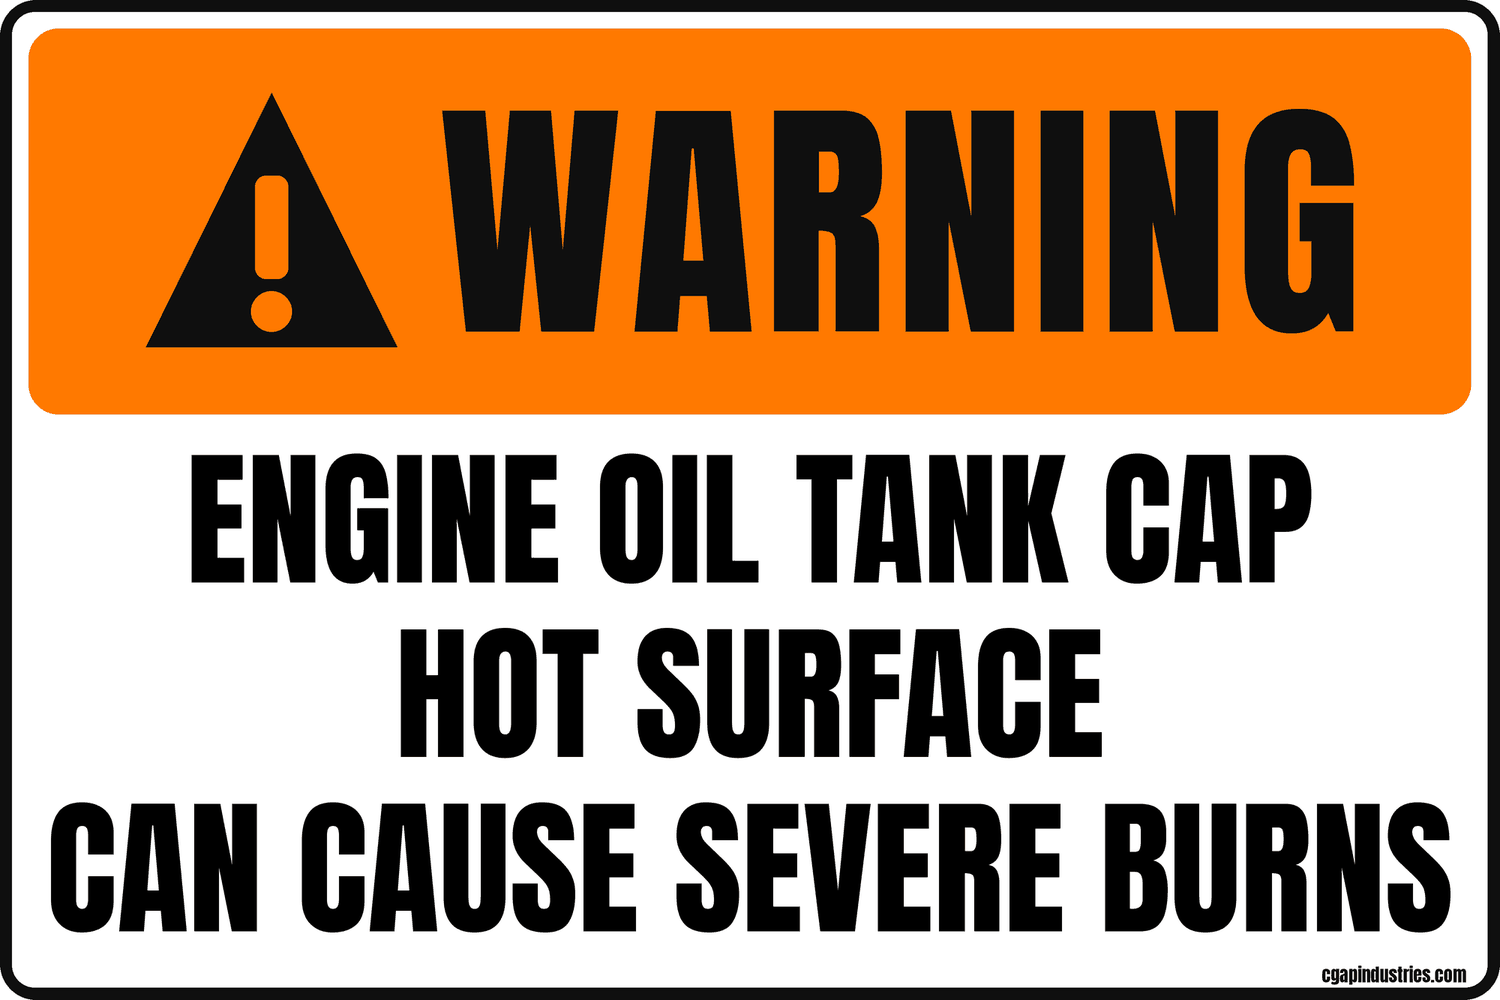 WARNING
ENGINE OIL TANK CAP
HOT SURFACE
CAN CAUSE SEVERE BURNS
cgapindustries.com